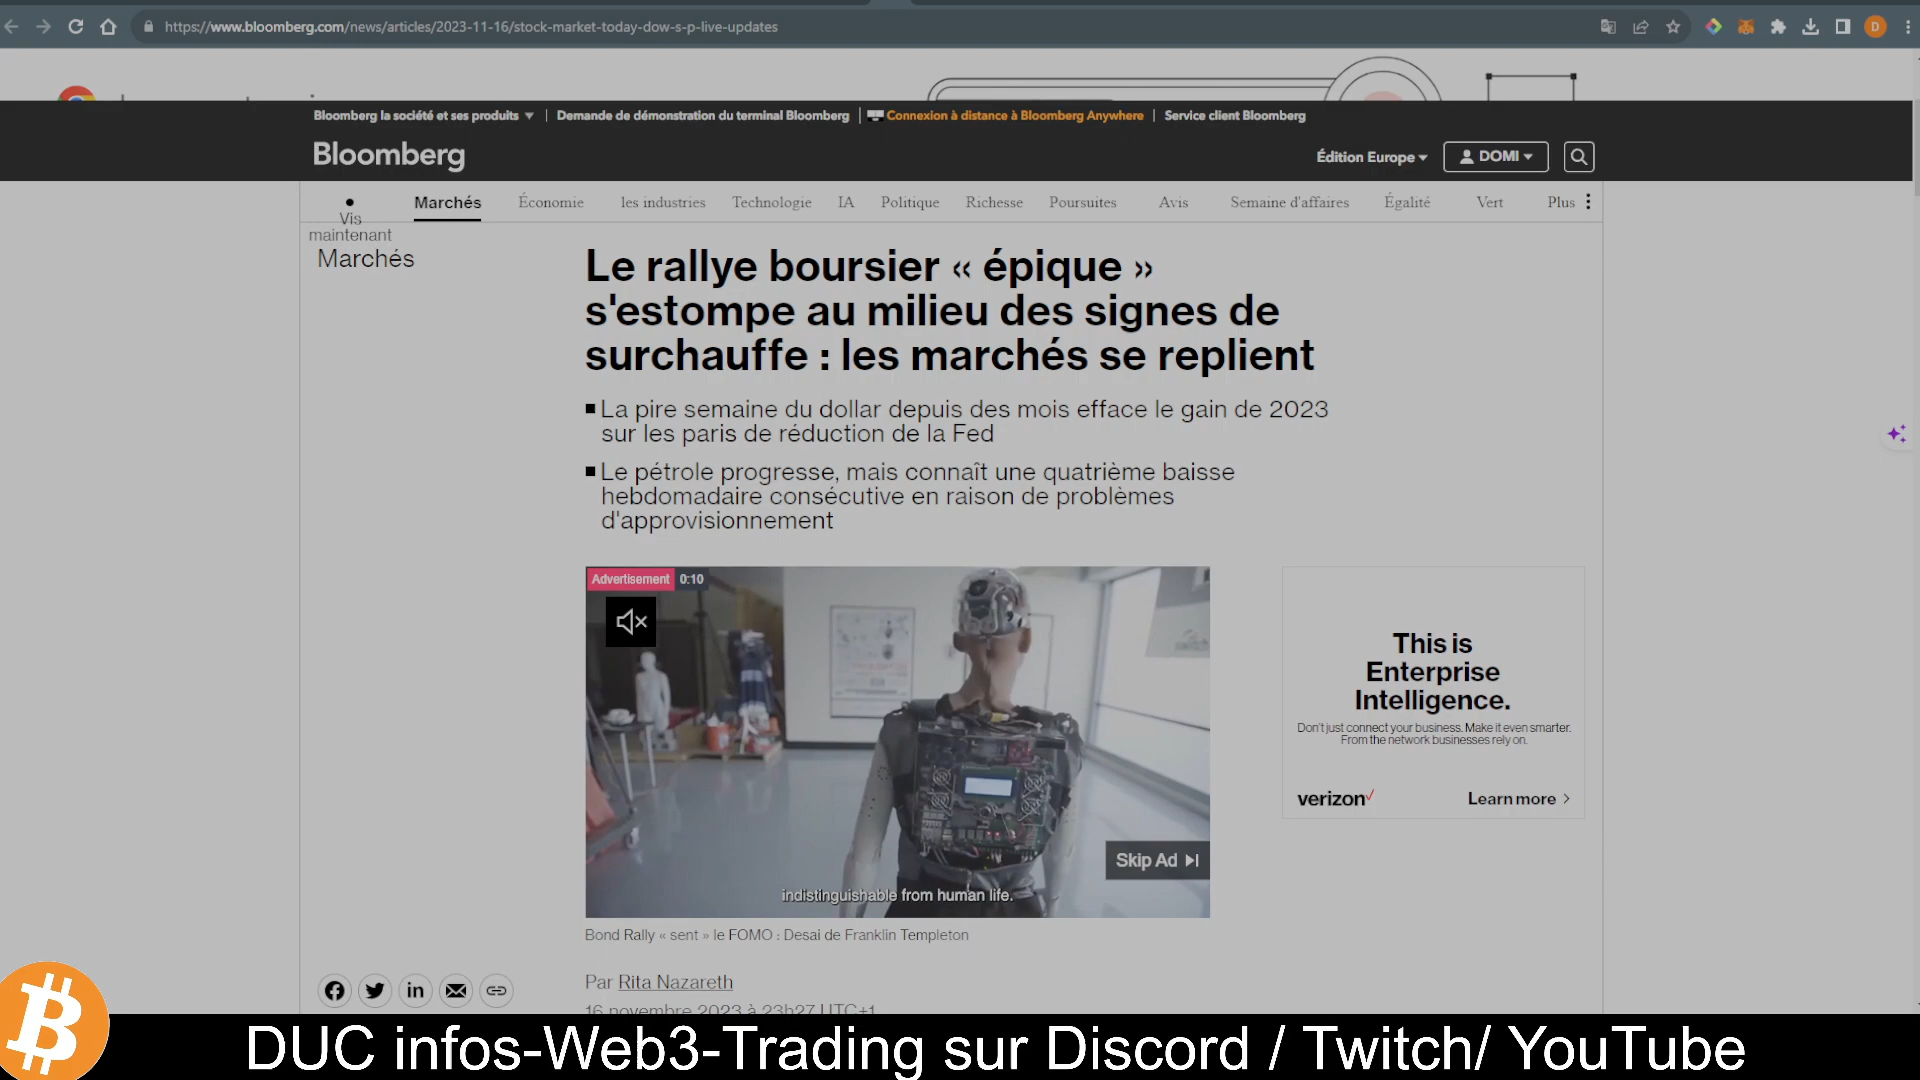 https://www.bloomberg.com/news/articles/2023-11-16/stock-market-today-dow-s-p-live-updates
D
Bloomberg la société et ses produits
Demande de démonstration du terminal Bloomberg
Connexion à distance à Bloomberg Anywhere
Service client Bloomberg
Bloomberg
Édition Europe
DOMI
Vis maintenant
Marchés
Économie
les industries
Technologie
IA
Politique
Richesse
Poursuites
Avis
Semaine d'affaires
Égalité
Vert
Plus
Marchés
Le rallye boursier « épique »
s'estompe au milieu des signes de
surchauffe : les marchés se replient
La pire semaine du dollar depuis des mois efface le gain de 2023
sur les paris de réduction de la Fed
Le pétrole progresse, mais connaît une quatrième baisse
hebdomadaire consécutive en raison de problèmes
d'approvisionnement
Advertisement 0:10
Skip Ad
indistinguishable from human life.
This is
Enterprise
Intelligence.
Don't just connect your business. Make it even smarter.
From the network businesses rely on.
verizon
Learn more
Bond Rally « sent » le FOMO : Desai de Franklin Templeton
Par Rita Nazareth
16 novembre 2023 à 23h27 UTC+1
DUC infos-Web3-Trading sur Discord / Twitch/ YouTube